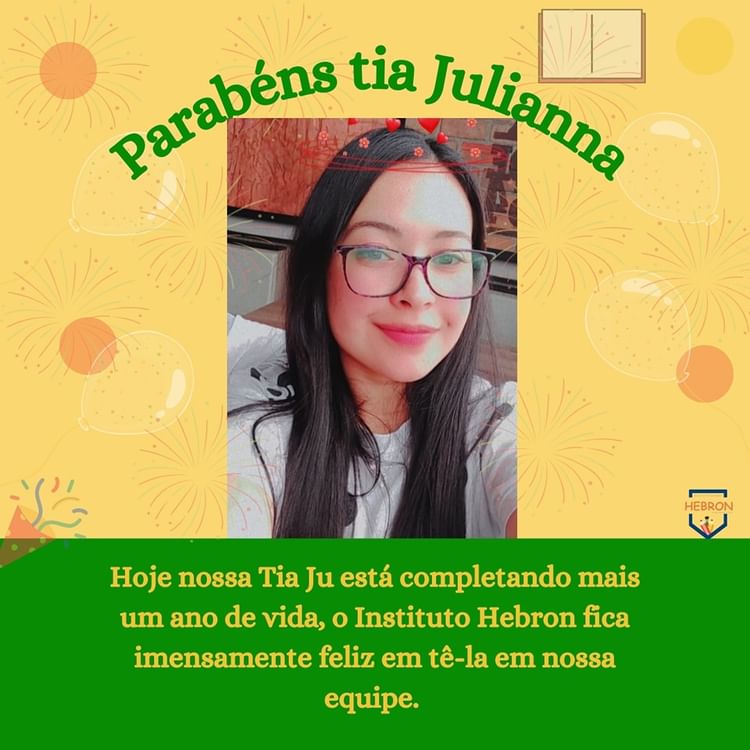 Parabéns tia Julianna
HEBRON
Hoje nossa Tia Ju está completando mais
um ano de vida, o Instituto Hebron fica
imensamente feliz em tê-la em nossa
equipe.